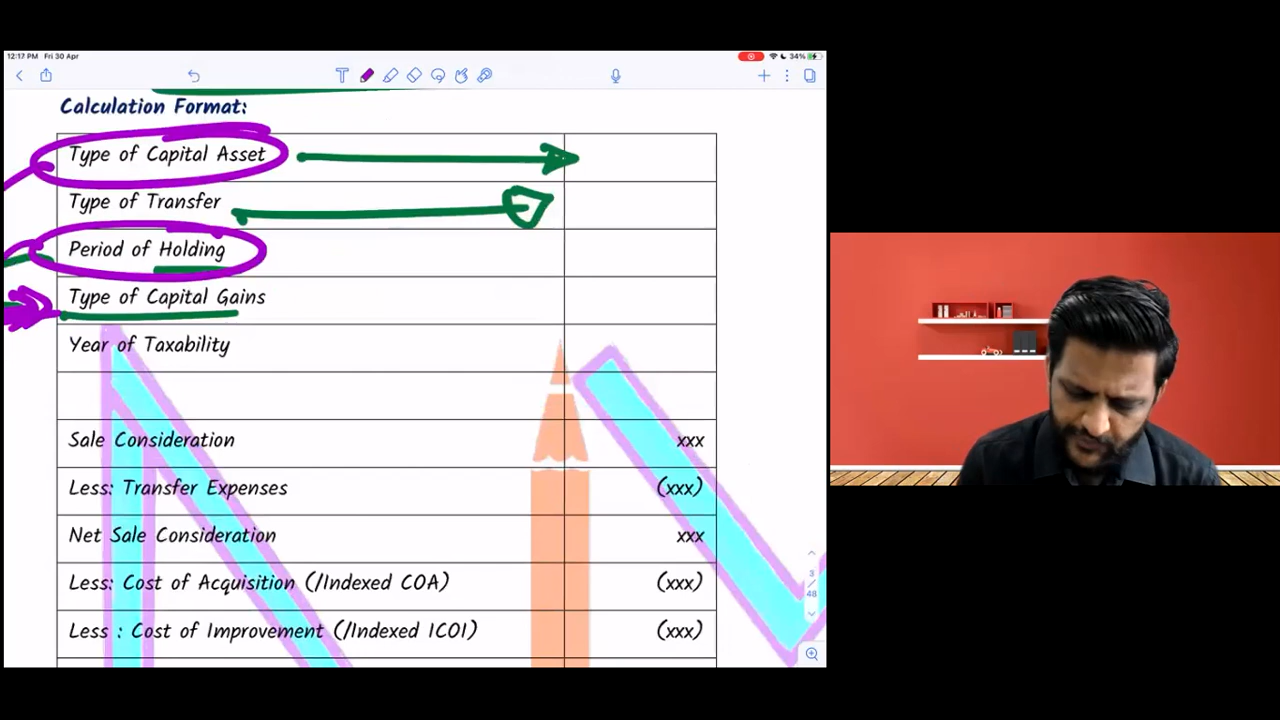 12:17 PM Fri 30 Apr
34%
T
Calculation Format:
Type of Capital Asset
Type of Transfer
Period of Holding
Type of Capital Gains
Year of Taxability
Sale Consideration xxx
Less: Transfer Expenses (xxx)
Net Sale Consideration xxx
Less: Cost of Acquisition (/Indexed COA) (xxx)
Less : Cost of Improvement (/Indexed ICOI) (xxx)
3
/
48